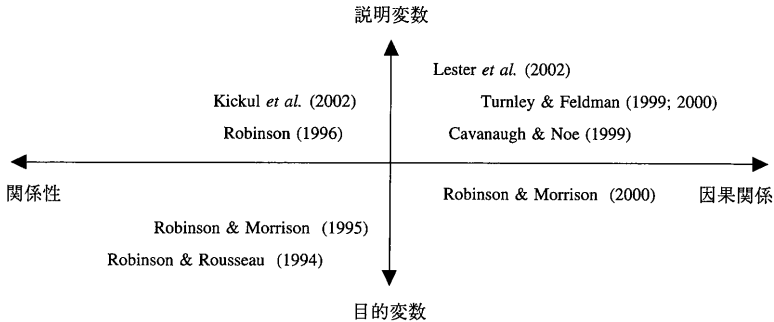 説明変数
Lester et al. (2002)
Kickul et al. (2002)
Turnley & Feldman (1999; 2000)
Robinson (1996)
Cavanaugh & Noe (1999)
関係性
Robinson & Morrison (2000)
因果関係
Robinson & Morrison (1995)
Robinson & Rousseau (1994)
目的変数